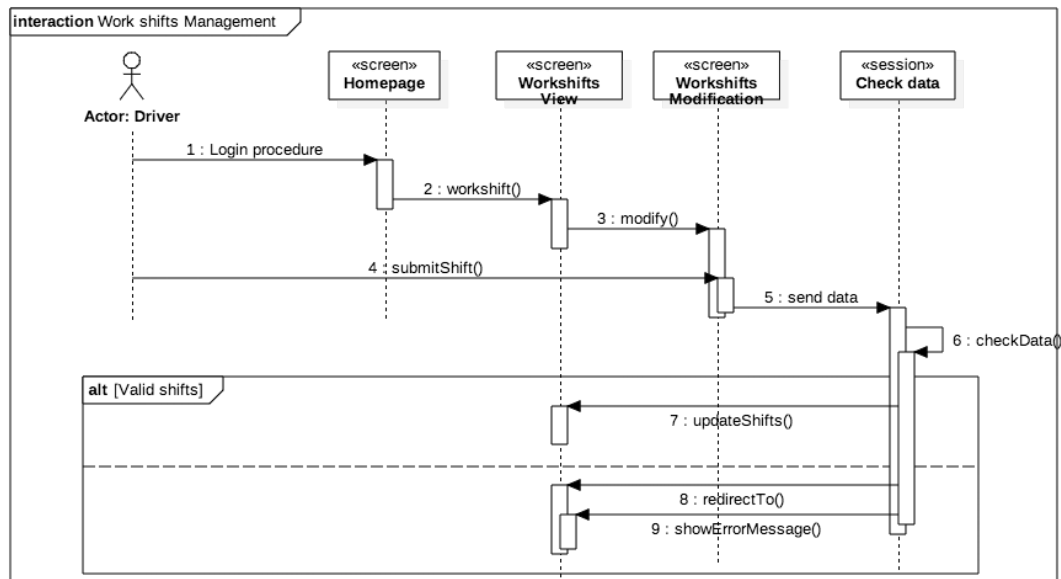 interaction Work shifts Management
«screen»
Homepage
«screen»
Workshifts
View
«screen»
Workshifts
Modification
«session»
Check data
Actor: Driver
1 : Login procedure
2 : workshift()
3 : modify()
4 : submitShift()
5 : send data
6 : checkData()
alt [Valid shifts]
7 : updateShifts()
8 : redirectTo()
9 : showErrorMessage()